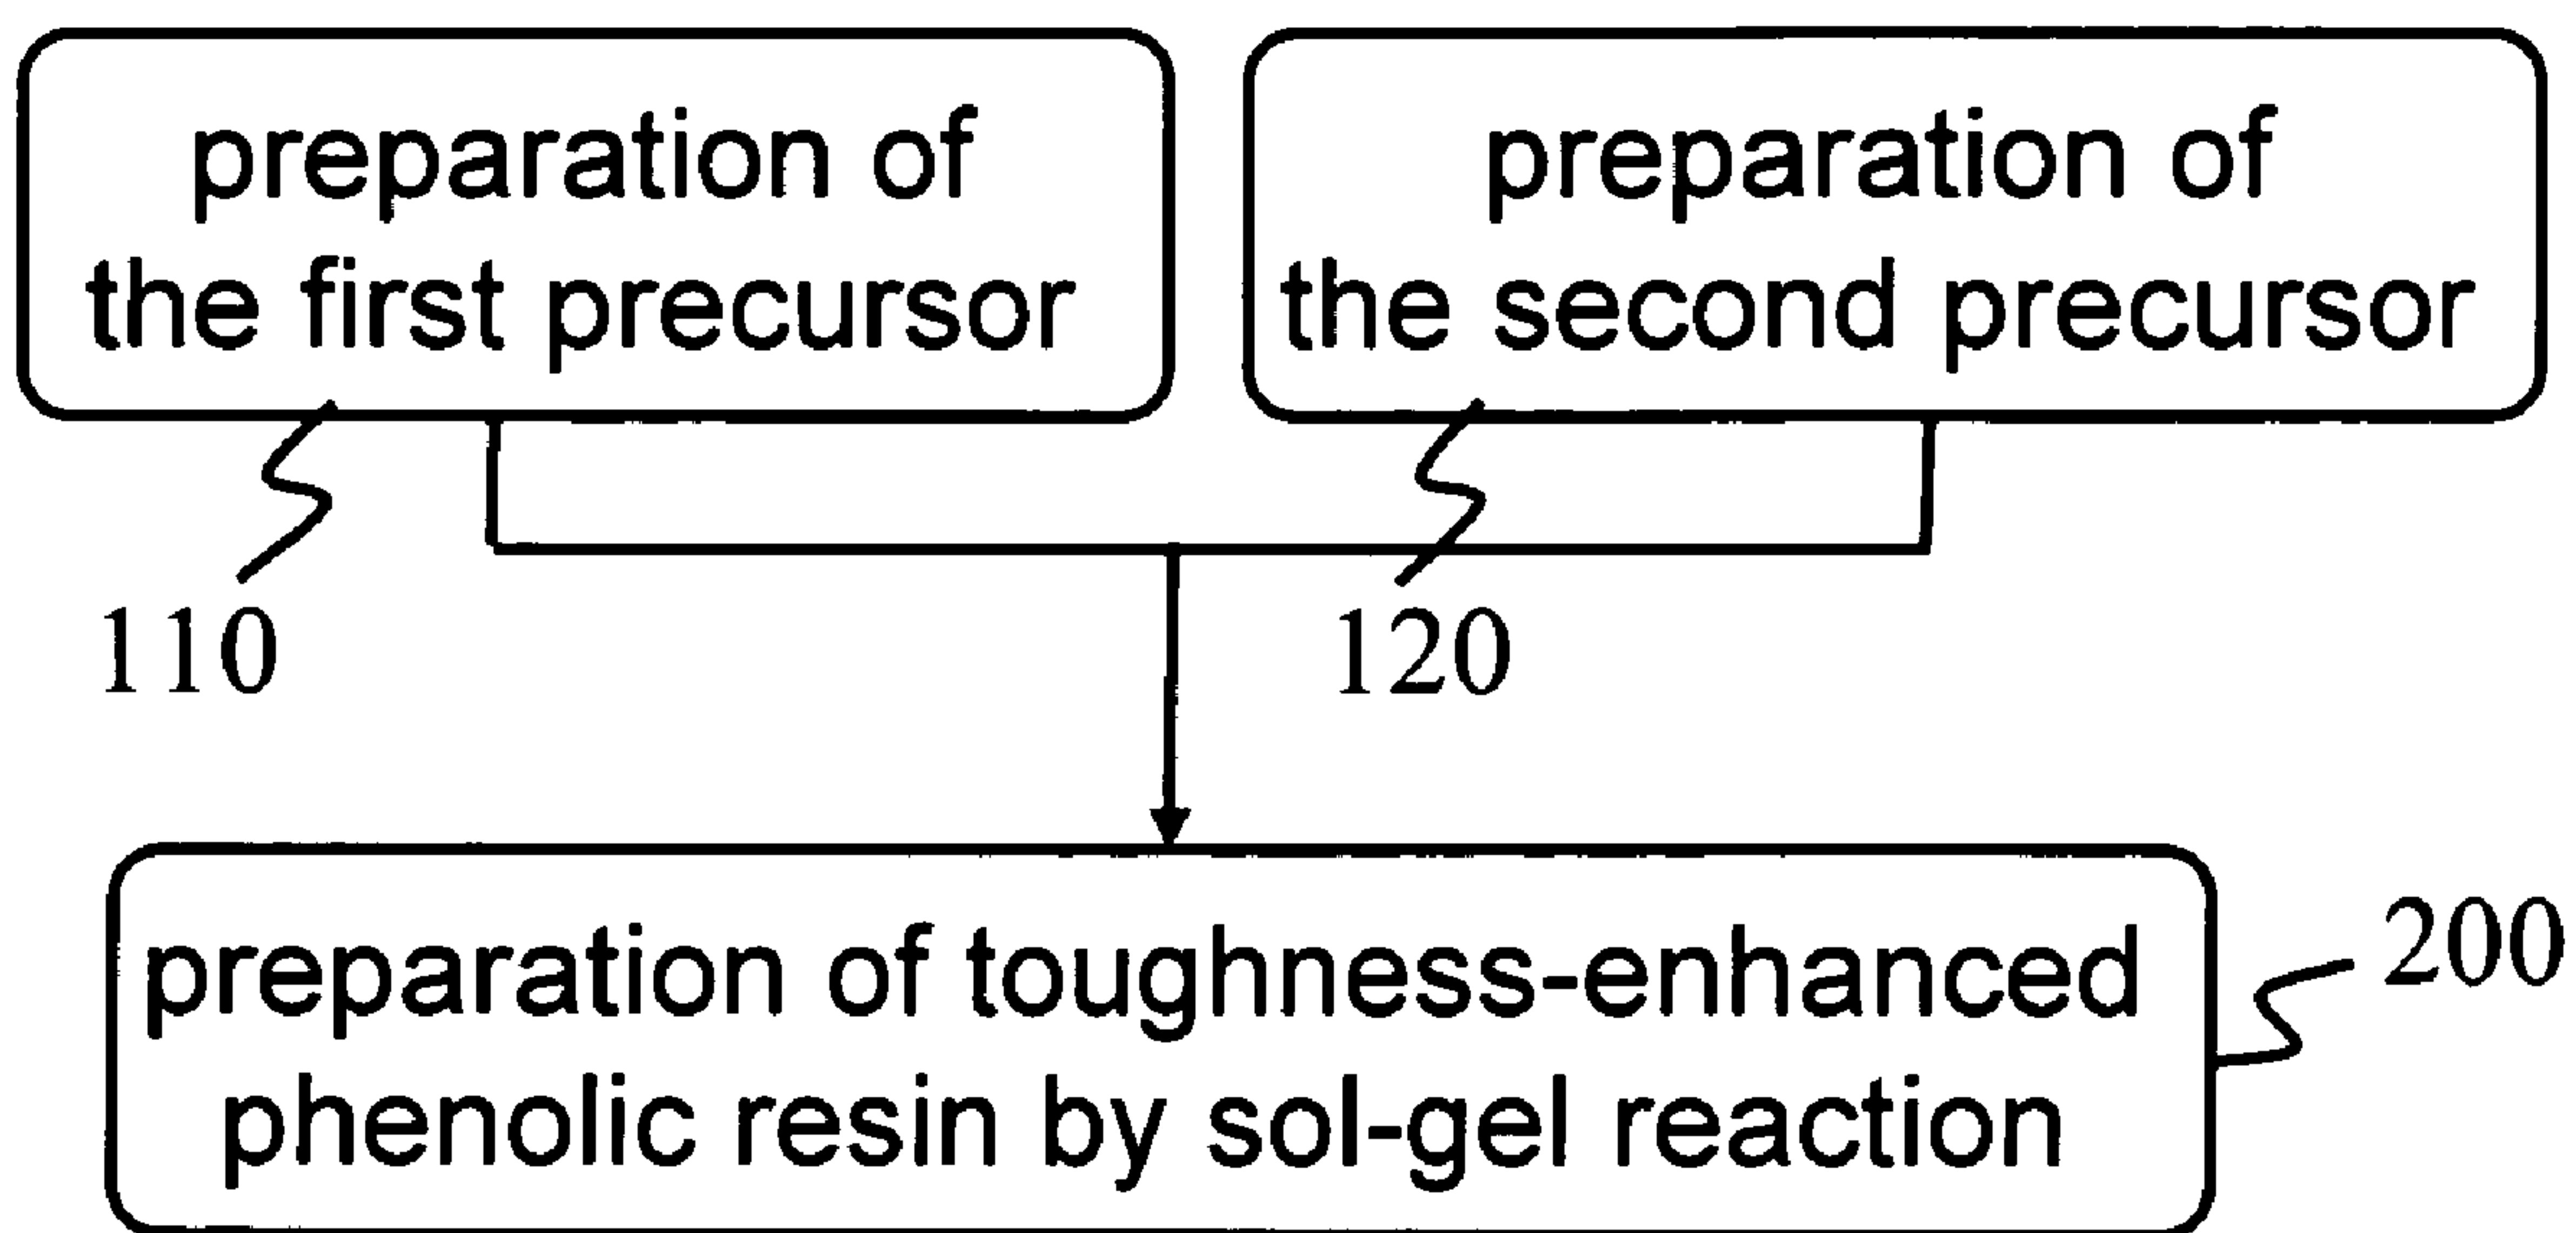 preparation of
the first precursor
preparation of
the second precursor
110
120
preparation of toughness-enhanced
phenolic resin by sol-gel reaction
200